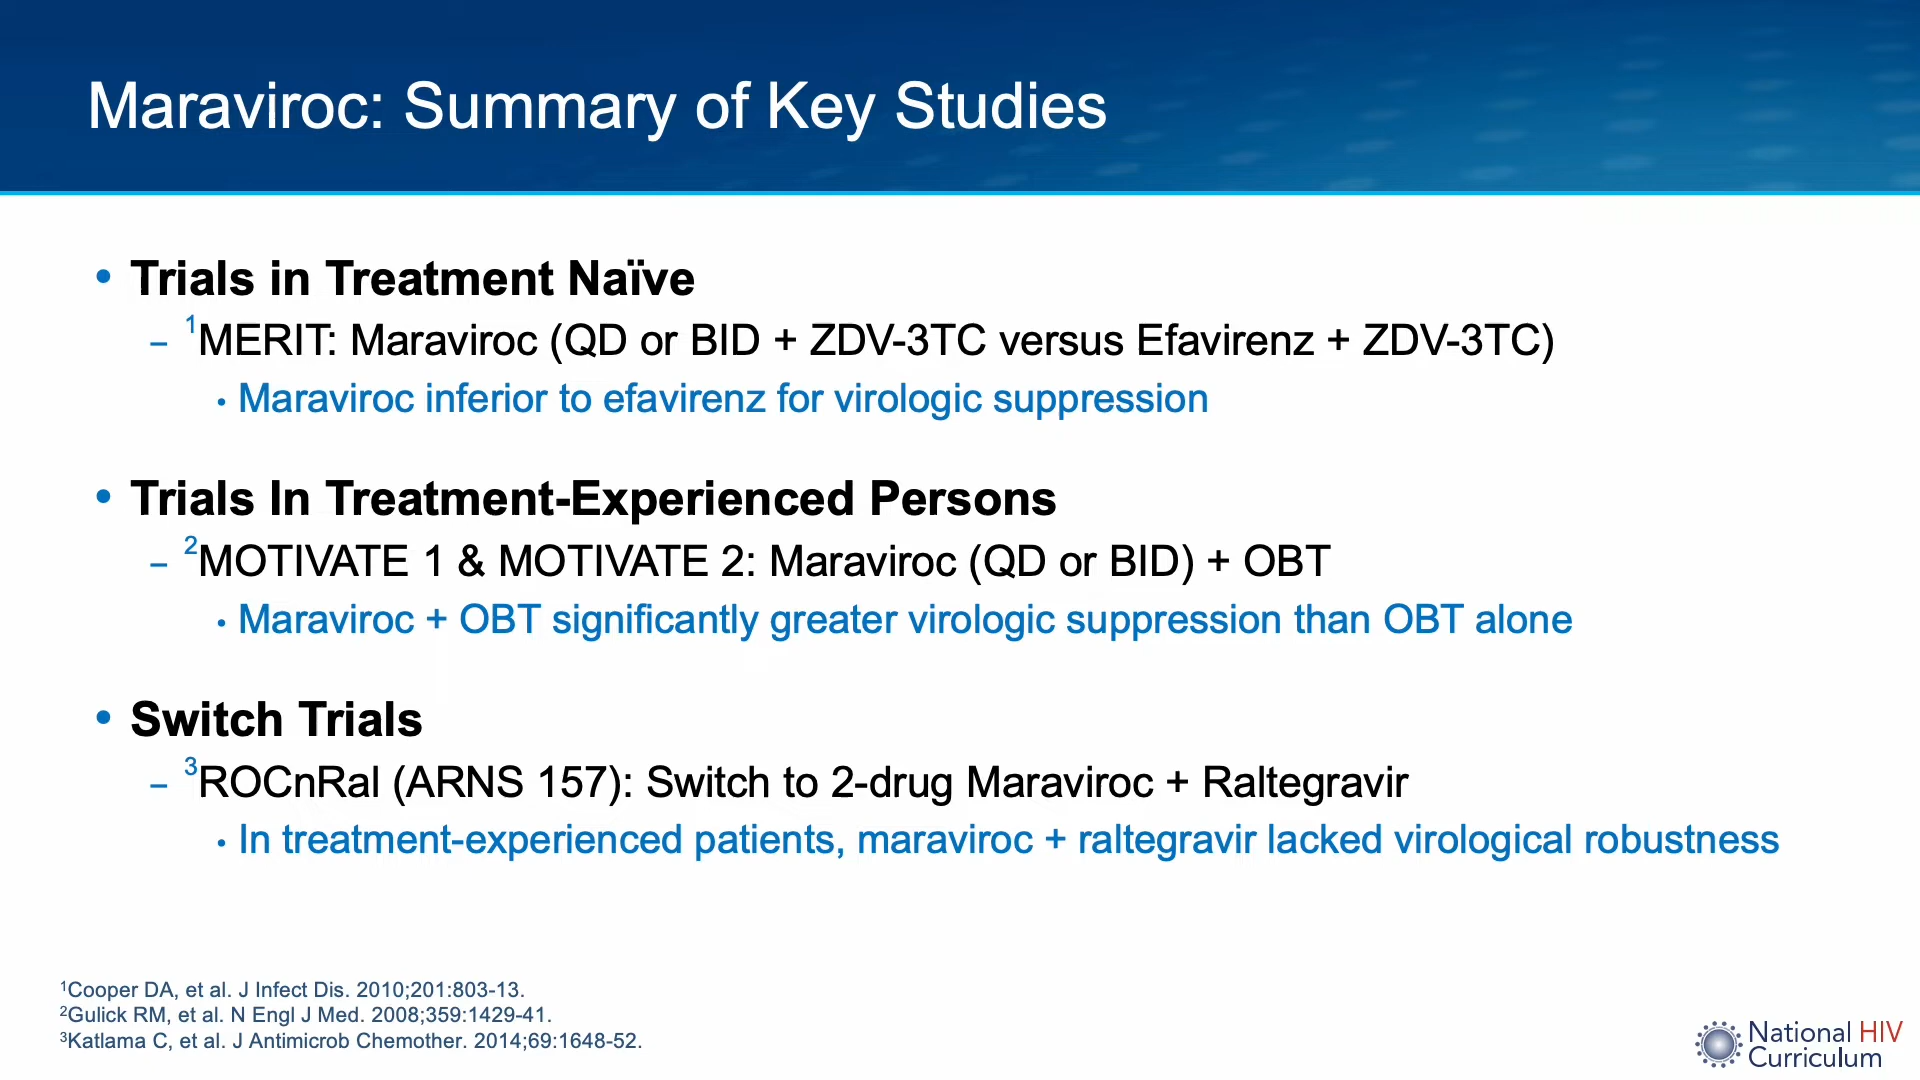 Maraviroc: Summary of Key Studies
• Trials in Treatment Naïve
– ¹MERIT: Maraviroc (QD or BID + ZDV-3TC versus Efavirenz + ZDV-3TC)
• Maraviroc inferior to efavirenz for virologic suppression
• Trials In Treatment-Experienced Persons
– ²MOTIVATE 1 & MOTIVATE 2: Maraviroc (QD or BID) + OBT
• Maraviroc + OBT significantly greater virologic suppression than OBT alone
• Switch Trials
– ³ROCnRal (ARNS 157): Switch to 2-drug Maraviroc + Raltegravir
• In treatment-experienced patients, maraviroc + raltegravir lacked virological robustness
¹Cooper DA, et al. J Infect Dis. 2010;201:803-13.
²Gulick RM, et al. N Engl J Med. 2008;359:1429-41.
³Katlama C, et al. J Antimicrob Chemother. 2014;69:1648-52.
National HIV
Curriculum